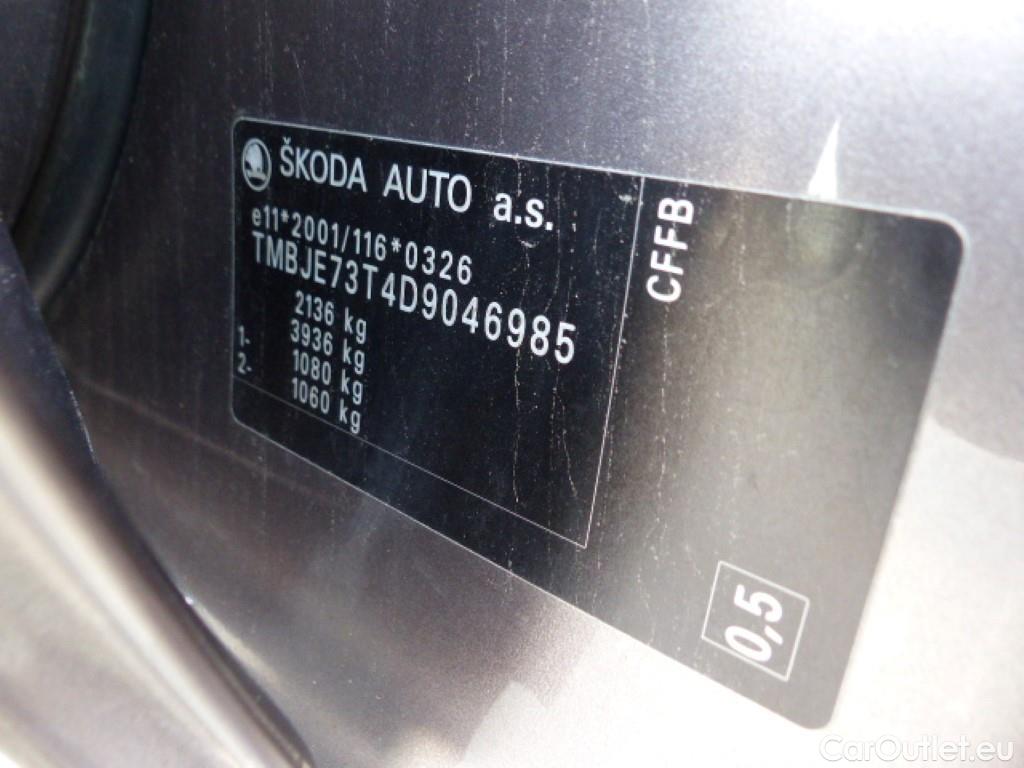 ŠKODA AUTO a.s.
e11*2001/116*0326
TMBJE73T4D9046985
2136 kg
3936 kg
1- 1080 kg
2- 1060 kg
CFFB
0,5
CarOutlet.eu